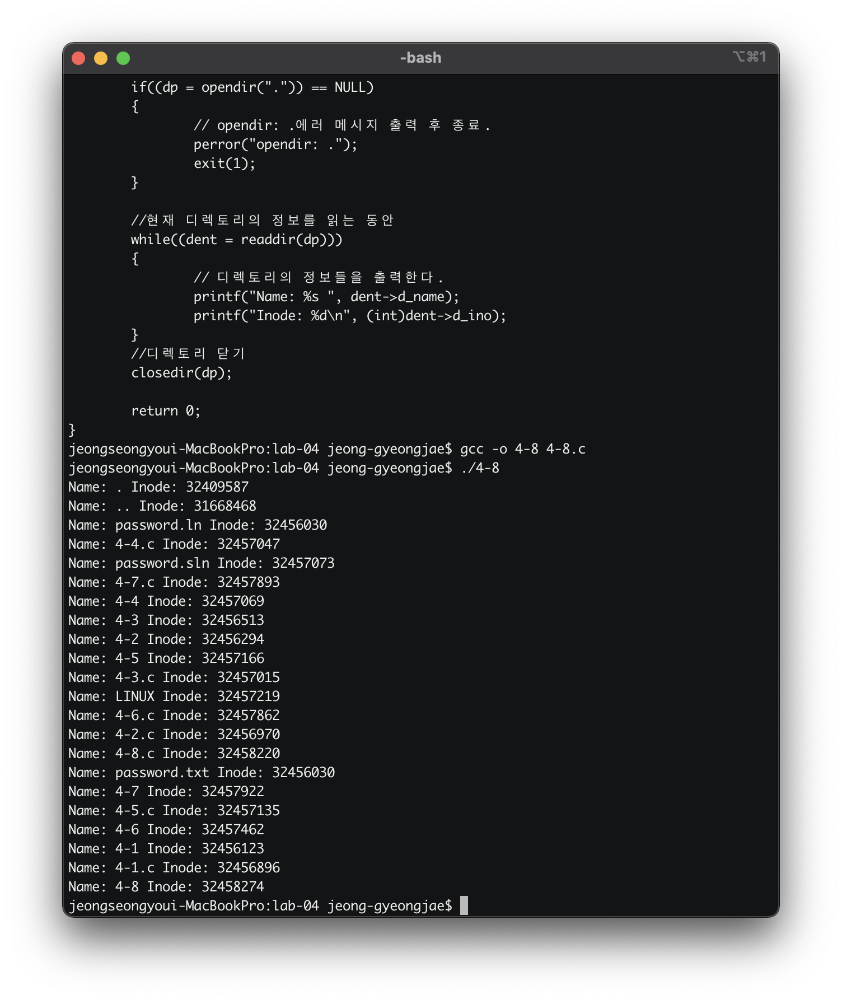 -bash
⌥⌘1
if((dp = opendir(".")) == NULL)
{
// opendir: .에러 메시지 출력 후 종료.
perror("opendir: .");
exit(1);
}
//현재 디렉토리의 정보를 읽는 동안
while((dent = readdir(dp)))
{
// 디렉토리의 정보들을 출력한다.
printf("Name: %s ", dent->d_name);
printf("Inode: %d\n", (int)dent->d_ino);
}
//디렉토리 닫기
closedir(dp);
return 0;
}
jeongseongyoui-MacBookPro:lab-04 jeong-gyeongjae$ gcc -o 4-8 4-8.c
jeongseongyoui-MacBookPro:lab-04 jeong-gyeongjae$ ./4-8
Name: . Inode: 32409587
Name: .. Inode: 31668468
Name: password.ln Inode: 32456030
Name: 4-4.c Inode: 32457047
Name: password.sln Inode: 32457073
Name: 4-7.c Inode: 32457893
Name: 4-4 Inode: 32457069
Name: 4-3 Inode: 32456513
Name: 4-2 Inode: 32456294
Name: 4-5 Inode: 32457166
Name: 4-3.c Inode: 32457015
Name: LINUX Inode: 32457219
Name: 4-6.c Inode: 32457862
Name: 4-2.c Inode: 32456970
Name: 4-8.c Inode: 32458220
Name: password.txt Inode: 32456030
Name: 4-7 Inode: 32457922
Name: 4-5.c Inode: 32457135
Name: 4-6 Inode: 32457462
Name: 4-1 Inode: 32456123
Name: 4-1.c Inode: 32456896
Name: 4-8 Inode: 32458274
jeongseongyoui-MacBookPro:lab-04 jeong-gyeongjae$